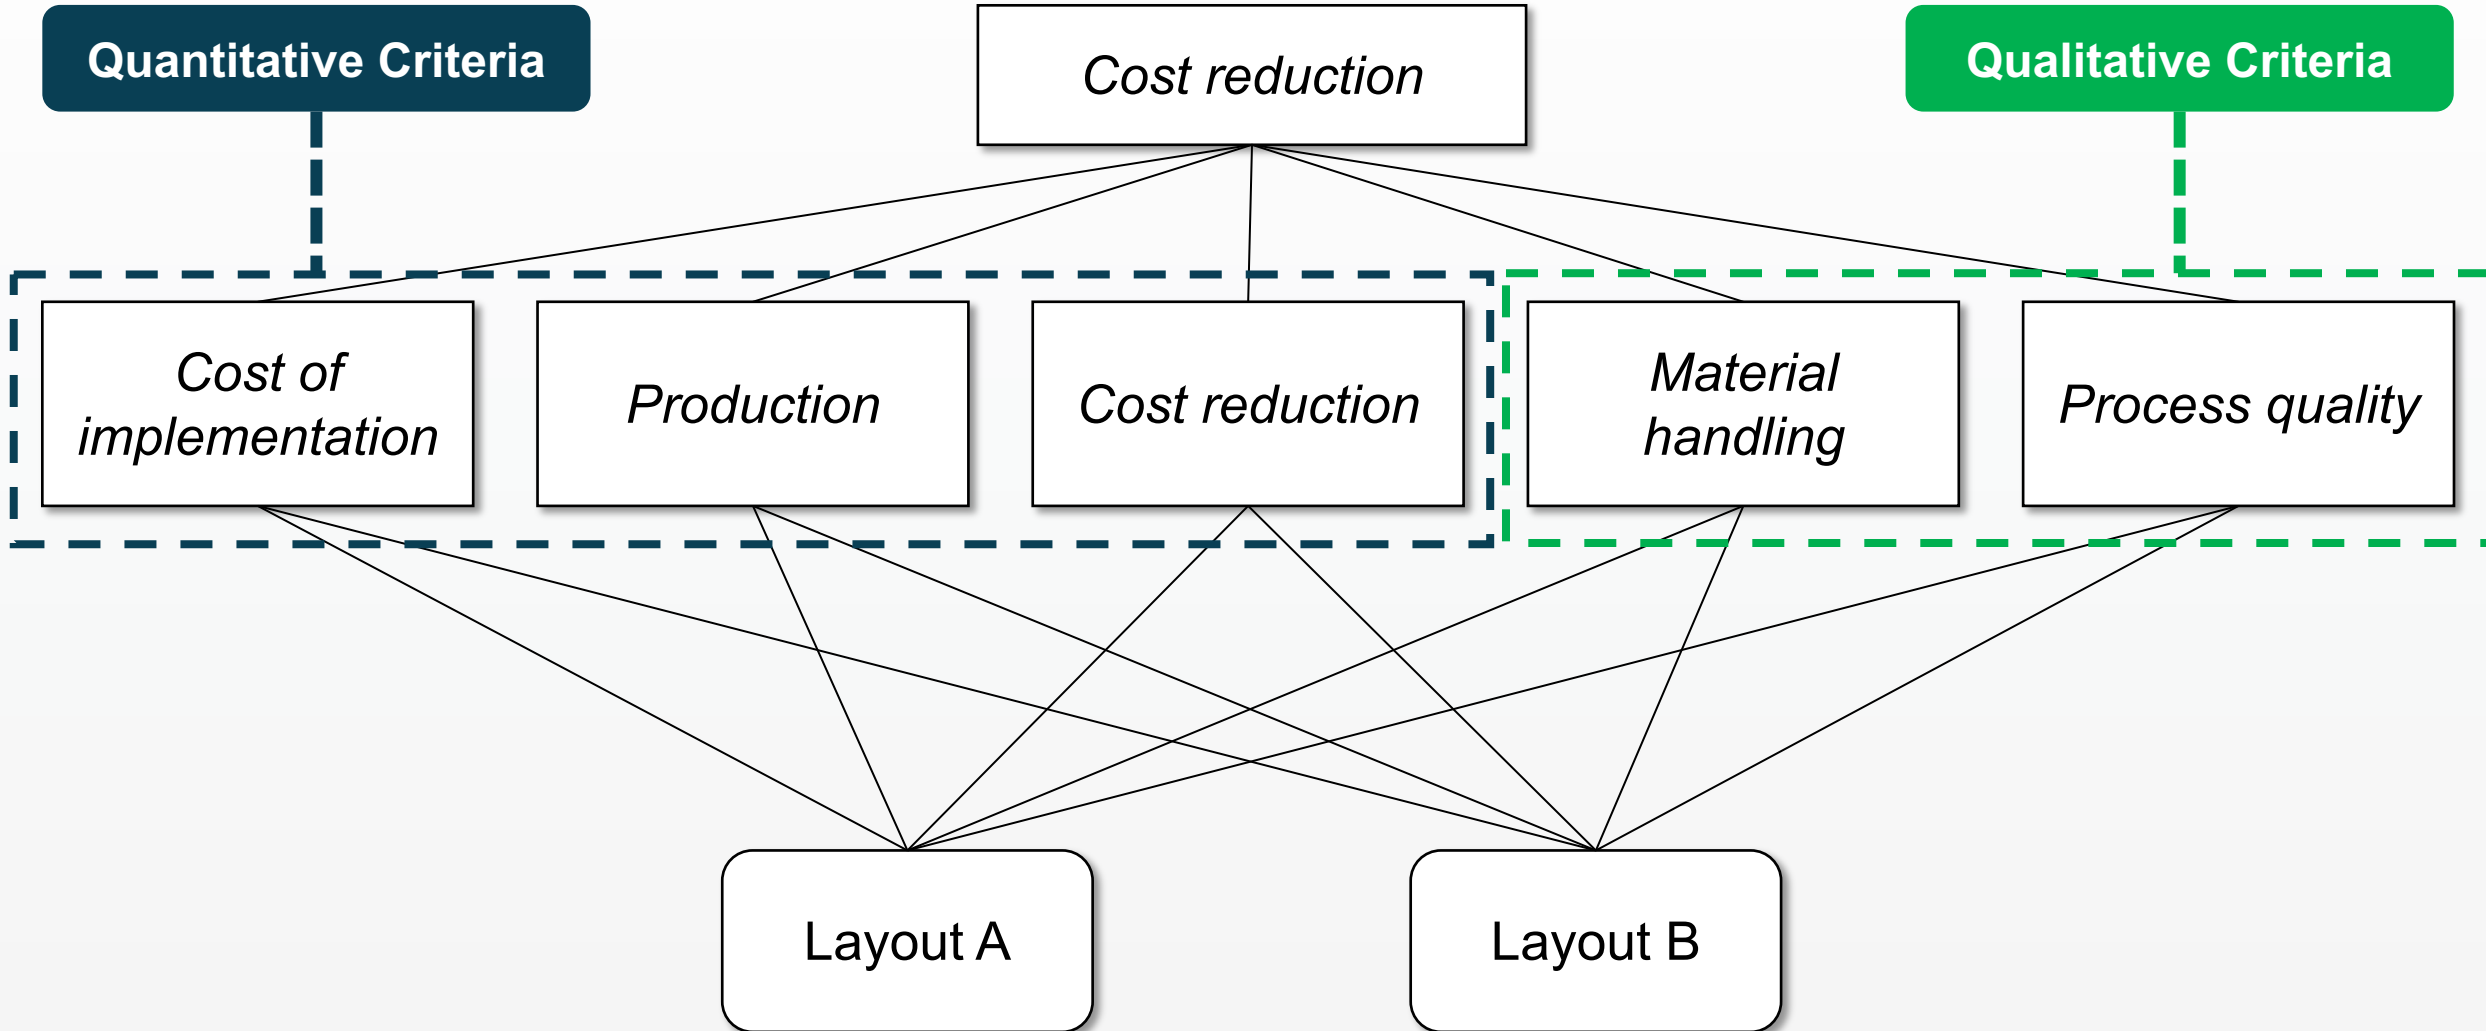 Quantitative Criteria
Cost reduction
Qualitative Criteria
Cost of
implementation
Production
Cost reduction
Material
handling
Process quality
Layout A
Layout B